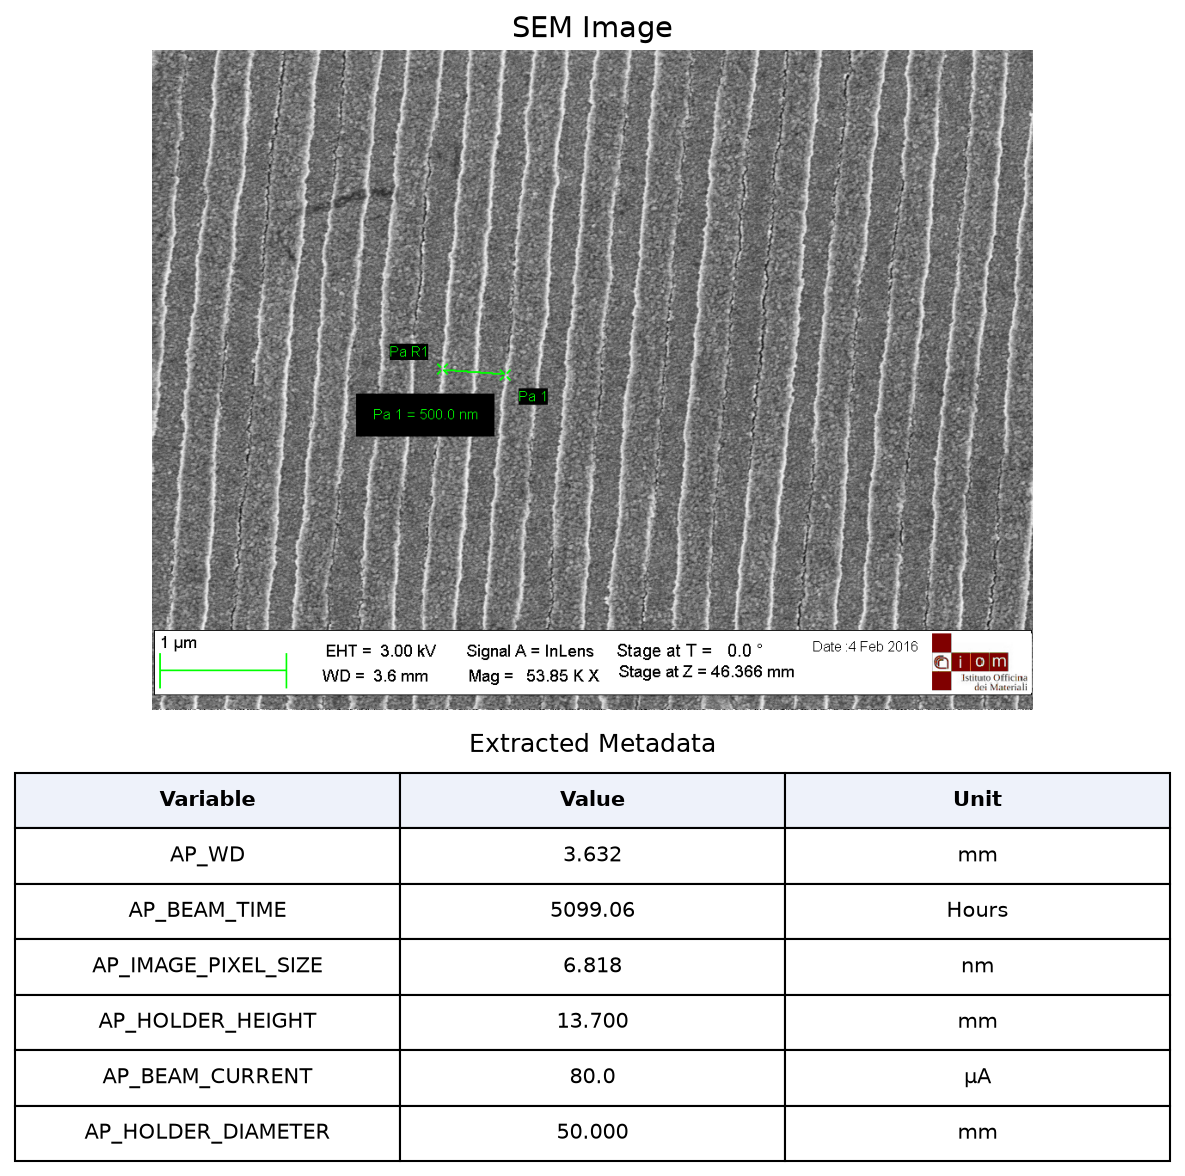 SEM Image
Pa R1
Pa 1
Pa 1 = 500.0 nm
1 µm
EHT = 3.00 kV
Signal A = InLens
Stage at T = 0.0 °
Date :4 Feb 2016
WD = 3.6 mm
Mag = 53.85 K X
Stage at Z = 46.366 mm
iom
Istituto Officina
dei Materiali
Extracted Metadata
Variable Value Unit
AP_WD 3.632 mm
AP_BEAM_TIME 5099.06 Hours
AP_IMAGE_PIXEL_SIZE 6.818 nm
AP_HOLDER_HEIGHT 13.700 mm
AP_BEAM_CURRENT 80.0 µA
AP_HOLDER_DIAMETER 50.000 mm